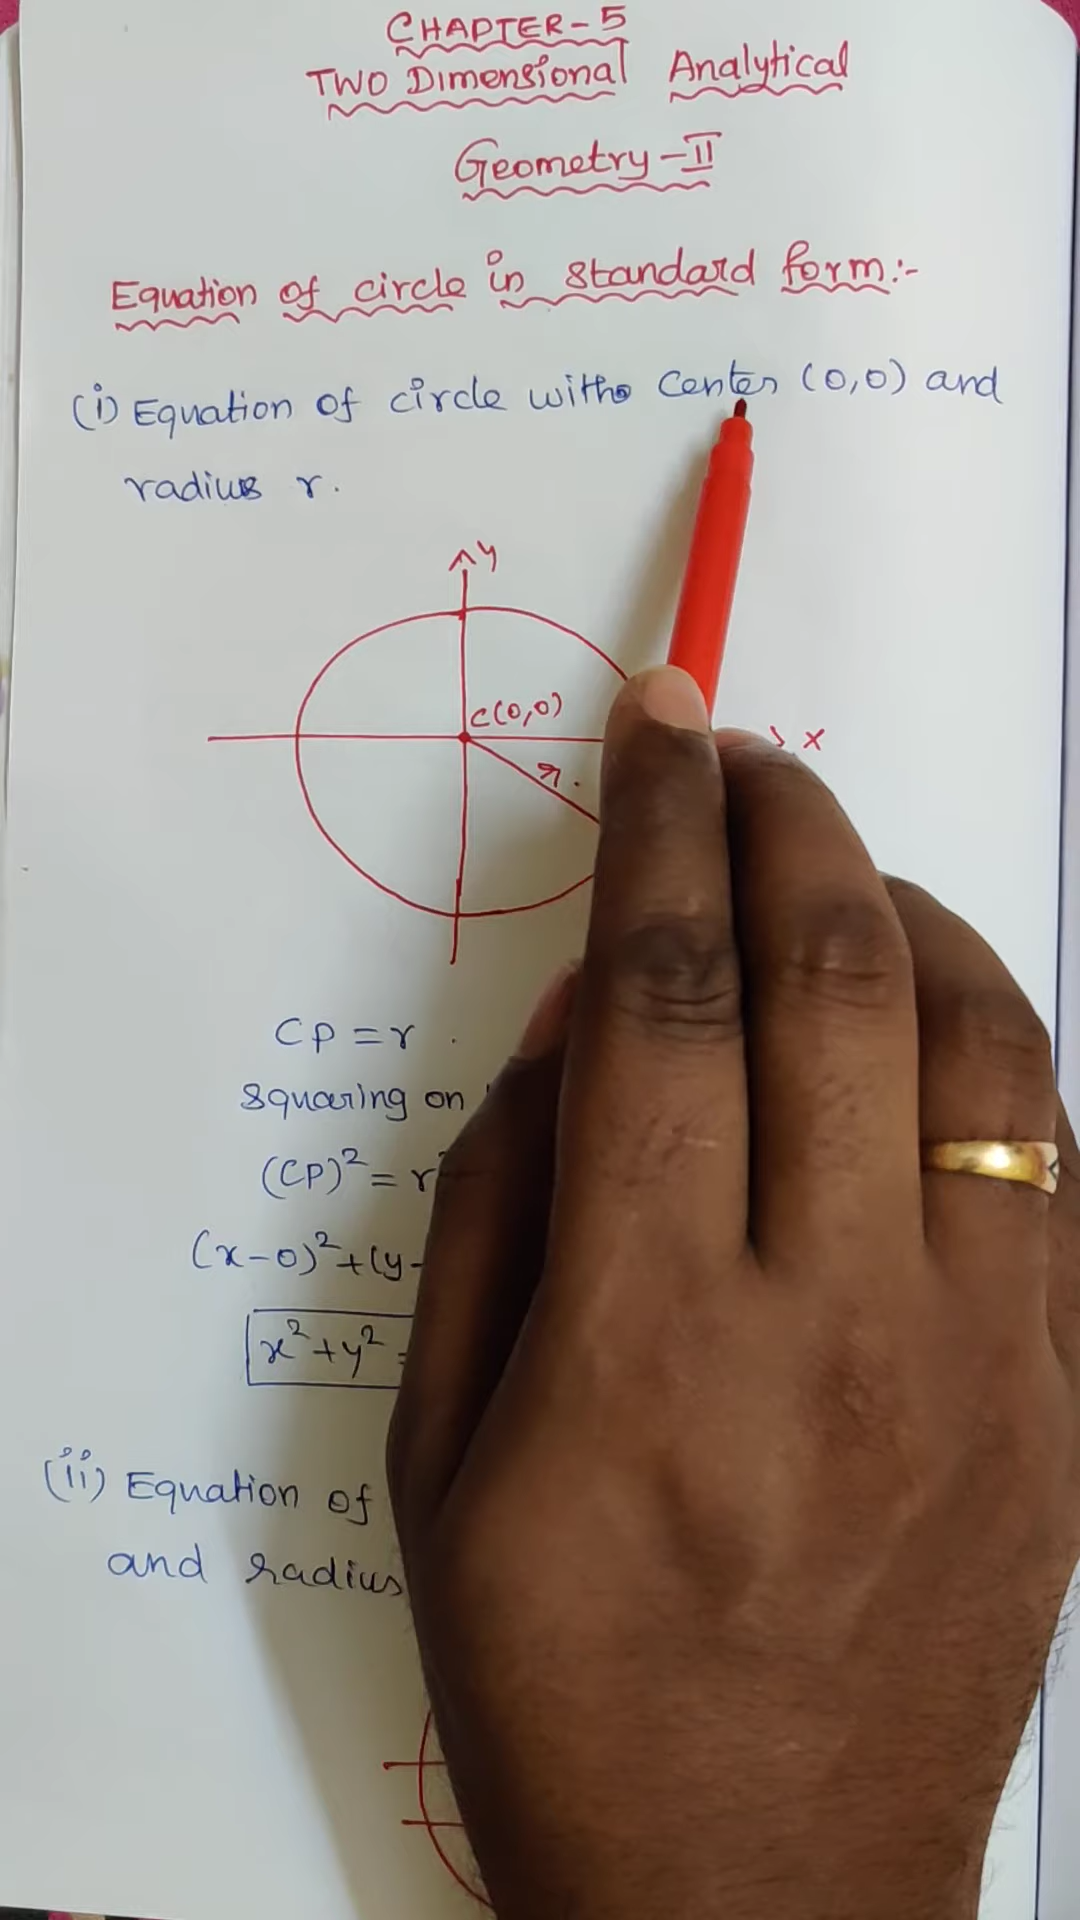 CHAPTER-5
TWO Dimensional Analytical
Geometry-II
Equation of circle in standard form:-
(i) Equation of circle with center (0,0) and
radius r.
y
C(0,0)
x
r.
CP = r.
Squaring on
(CP)² = r²
(x-0)²+(y-
x²+y² =
(ii) Equation of
and radius